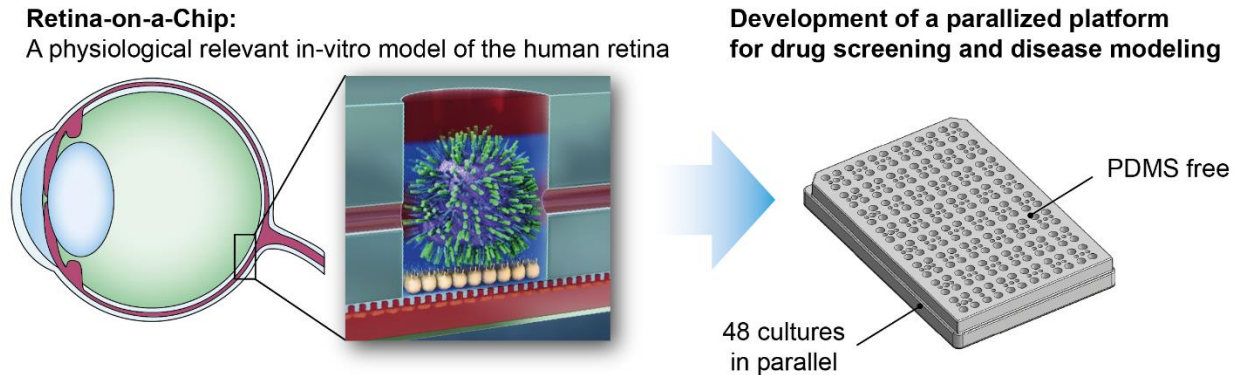 Retina-on-a-Chip:
A physiological relevant in-vitro model of the human retina
Development of a parallized platform
for drug screening and disease modeling
PDMS free
48 cultures
in parallel